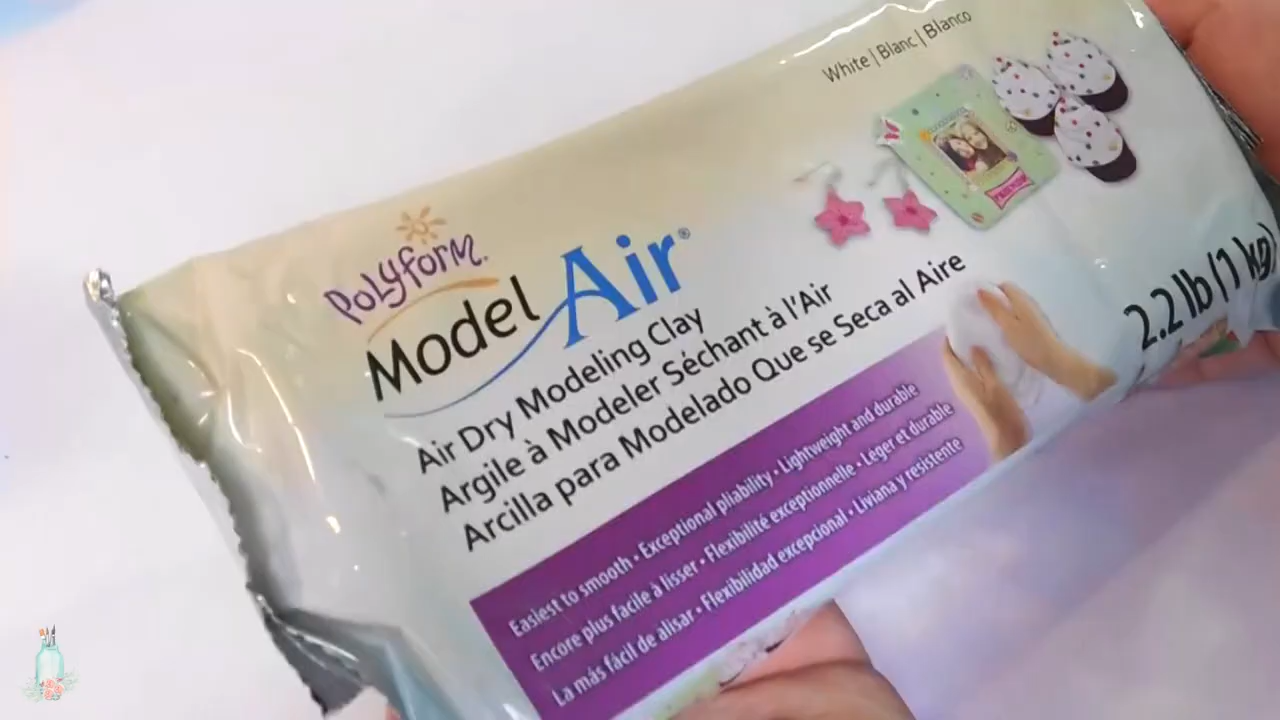 White | Blanc | Blanco
Polyform
Model Air®
Air Dry Modeling Clay
Argile à Modeler Séchant à l'Air
Arcilla para Modelado Que se Seca al Aire
2.2 lb (1 kg)
Easiest to smooth • Exceptional pliability • Lightweight and durable
Encore plus facile à lisser • Flexibilité exceptionnelle • Léger et durable
La más fácil de alisar • Flexibilidad excepcional • Liviana y resistente